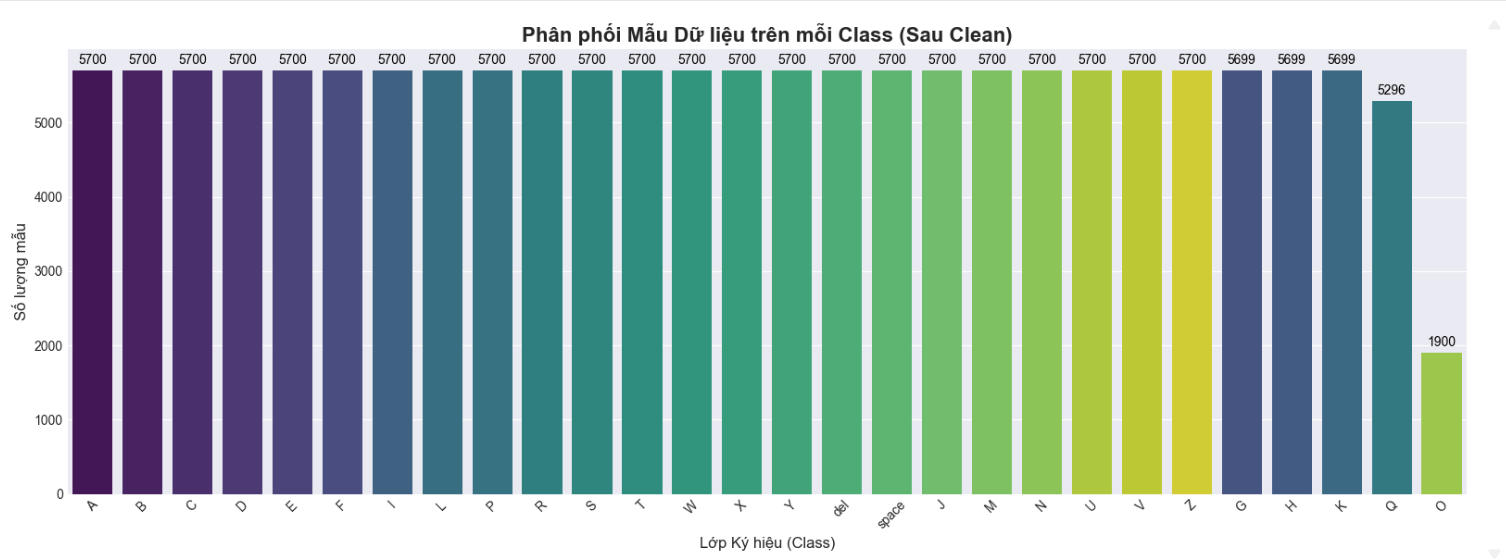 Phân phối Mẫu Dữ liệu trên mỗi Class (Sau Clean)
5700 5700 5700 5700 5700 5700 5700 5700 5700 5700 5700 5700 5700 5700 5700 5700 5700 5700 5700 5700 5700 5700 5700 5699 5699 5699 5296 1900
Số lượng mẫu
5000
4000
3000
2000
1000
0
A B C D E F I L P R S T W X Y del space J M N U V Z G H K Q O
Lớp Ký hiệu (Class)